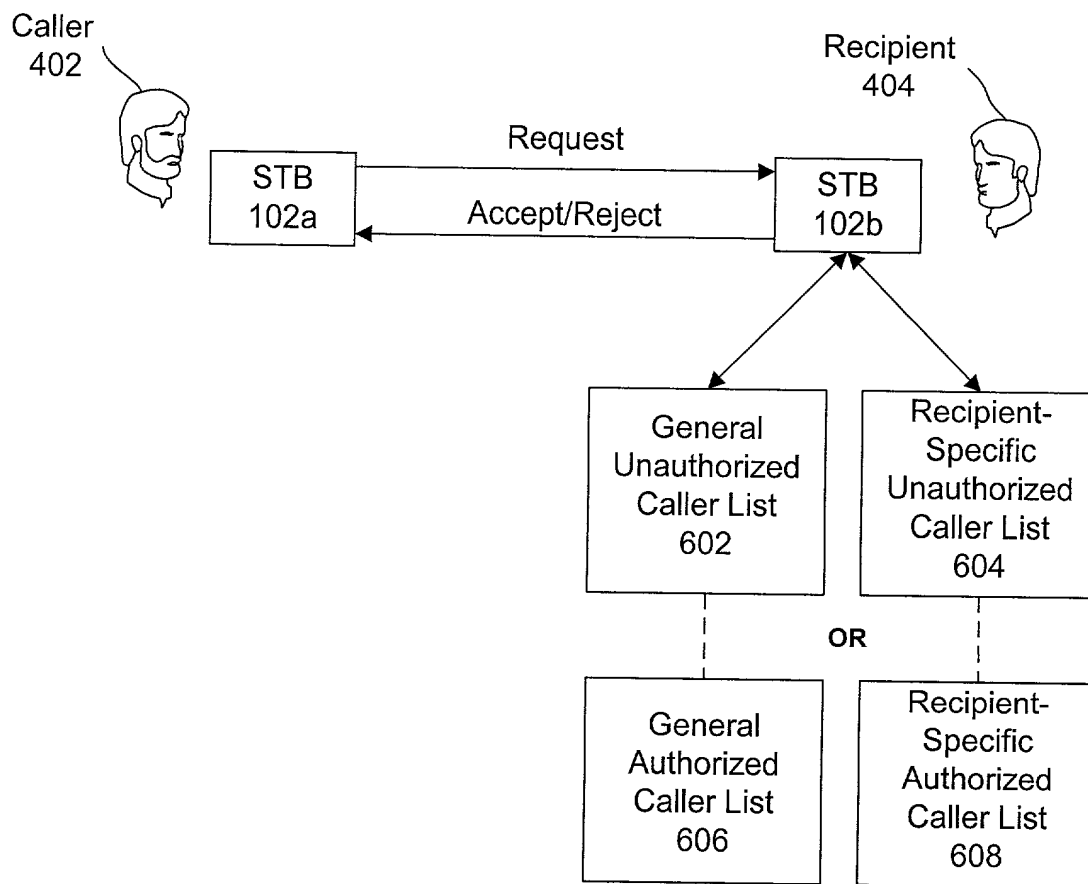 Caller
402
Recipient
404
Request
STB
102a
Accept/Reject
STB
102b
General
Unauthorized
Caller List
602
Recipient-
Specific
Unauthorized
Caller List
604
OR
General
Authorized
Caller List
606
Recipient-
Specific
Authorized
Caller List
608